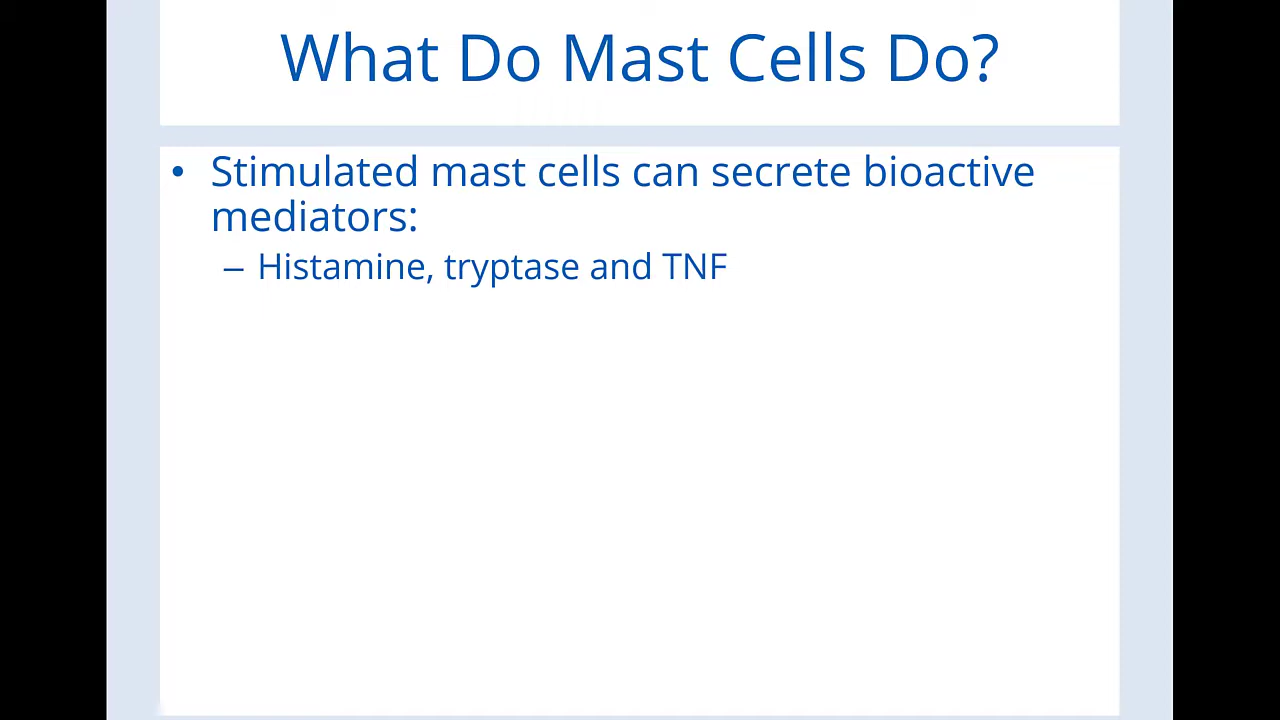 What Do Mast Cells Do?
• Stimulated mast cells can secrete bioactive
mediators:
– Histamine, tryptase and TNF